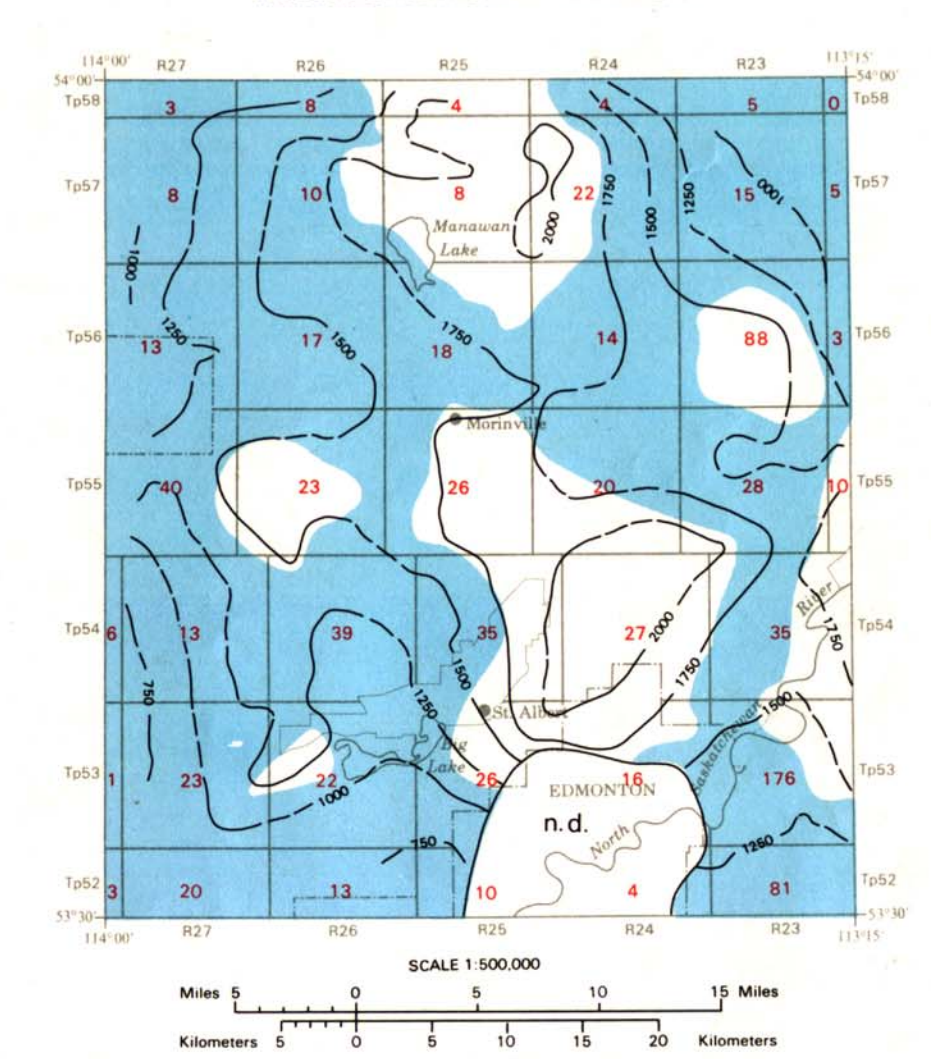 114°00′ R27 R26 R25 R24 R23 113°15′
54°00′ 54°00′
Tp58 3 8 4 4 5 0 Tp58
Tp57 8 10 8 22 15 5 Tp57
1750 1500 1250 1000
2000
Manawan
Lake
1000
1250 1500 1750
Tp56 13 17 18 14 88 3 Tp56
Morinville
Tp55 40 23 26 20 28 10 Tp55
River
Tp54 6 13 39 35 27 35 Tp54
2000 1750
750 1250 1500 1750 1500
St. Albert
Big
Lake
Saskatchewan
Tp53 1 23 22 26 16 176 Tp53
1000
EDMONTON
n.d.
North
750 1250
Tp52 3 20 13 10 4 81 Tp52
53°30′ 53°30′
114°00′ R27 R26 R25 R24 R23 113°15′
SCALE 1:500,000
Miles 5 0 5 10 15 Miles
Kilometers 5 0 5 10 15 20 Kilometers